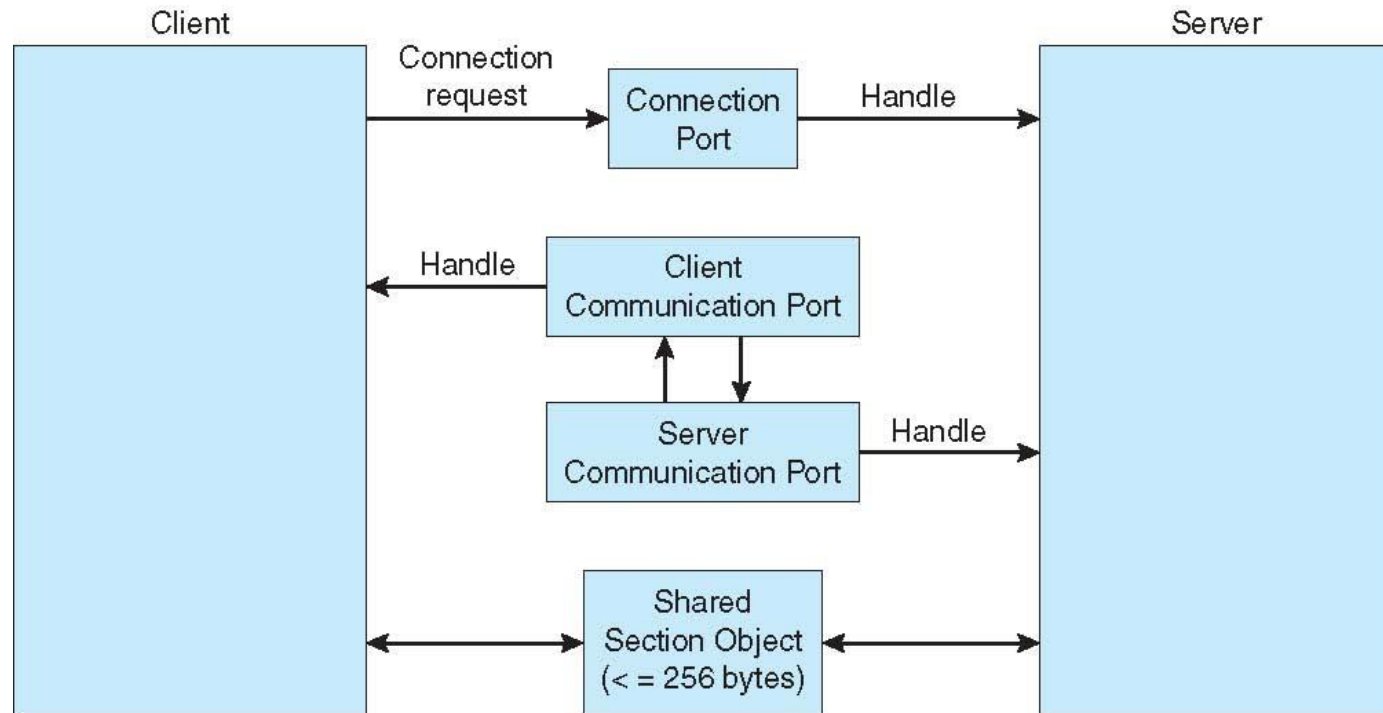 Client
Server
Connection
request
Connection
Port
Handle
Handle
Client
Communication Port
Server
Communication Port
Handle
Shared
Section Object
(< = 256 bytes)